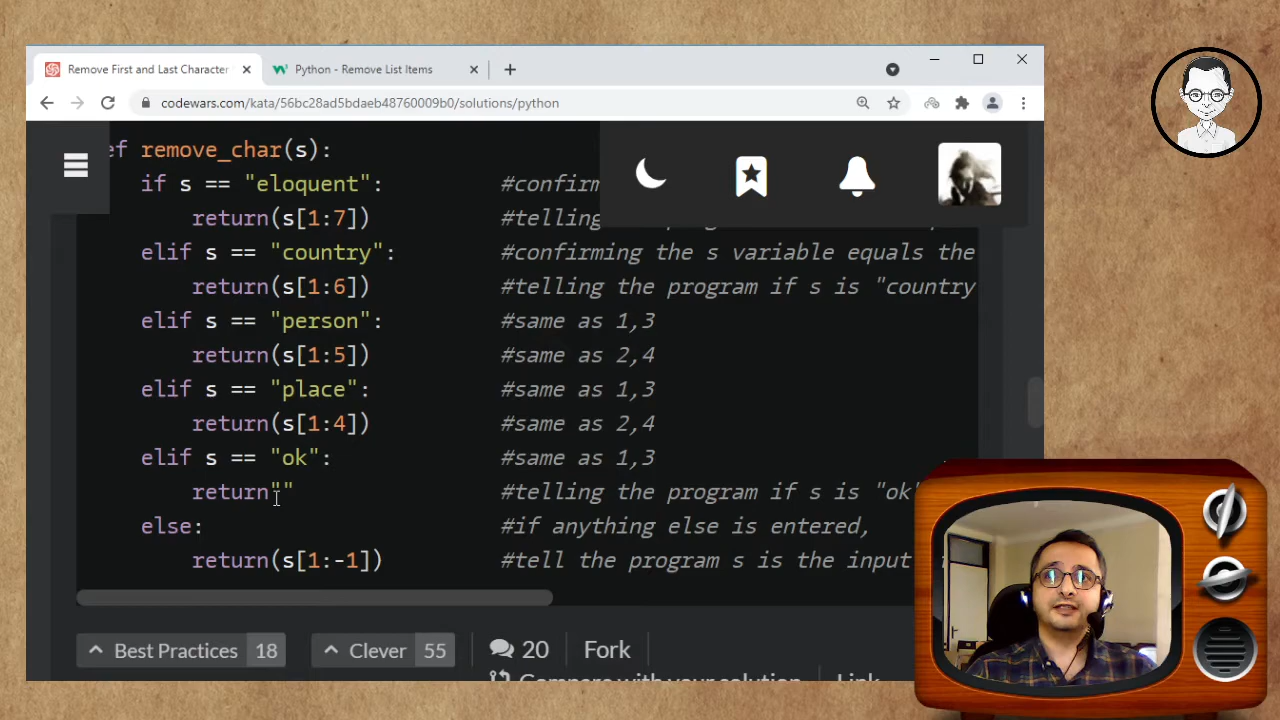 Remove First and Last Character
Python - Remove List Items
codewars.com/kata/56bc28ad5bdaeb48760009b0/solutions/python
ef remove_char(s):
if s == "eloquent": #confirm
return(s[1:7]) #telling
elif s == "country": #confirming the s variable equals the
return(s[1:6]) #telling the program if s is "country
elif s == "person": #same as 1,3
return(s[1:5]) #same as 2,4
elif s == "place": #same as 1,3
return(s[1:4]) #same as 2,4
elif s == "ok": #same as 1,3
return"" #telling the program if s is "ok"
else: #if anything else is entered,
return(s[1:-1]) #tell the program s is the input
Best Practices 18 Clever 55 20 Fork
Compare with your solution Link